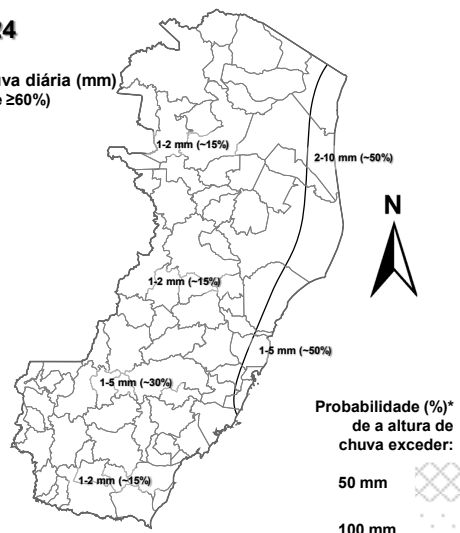 24
uva diária (mm)
≥60%)
1-2 mm (~15%)
2-10 mm (~50%)
N
1-2 mm (~15%)
1-5 mm (~50%)
1-5 mm (~30%)
Probabilidade (%)*
de a altura de
chuva exceder:
1-2 mm (~15%)
50 mm
100 mm